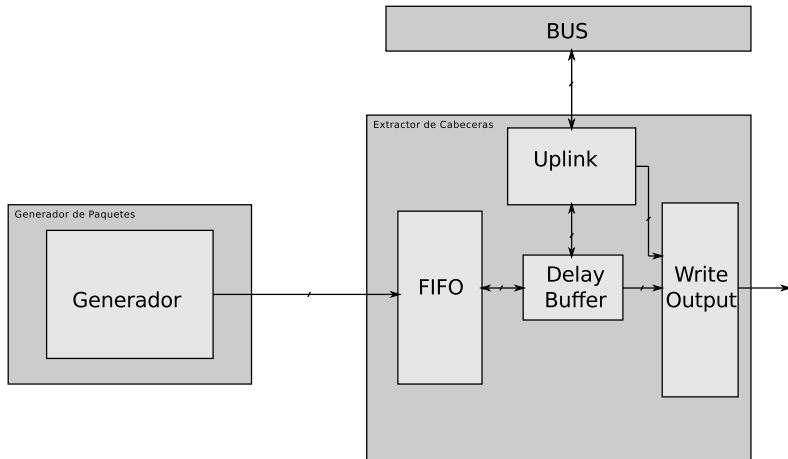 BUS
Extractor de Cabeceras
Uplink
Generador de Paquetes
Generador
FIFO
Delay
Buffer
Write
Output